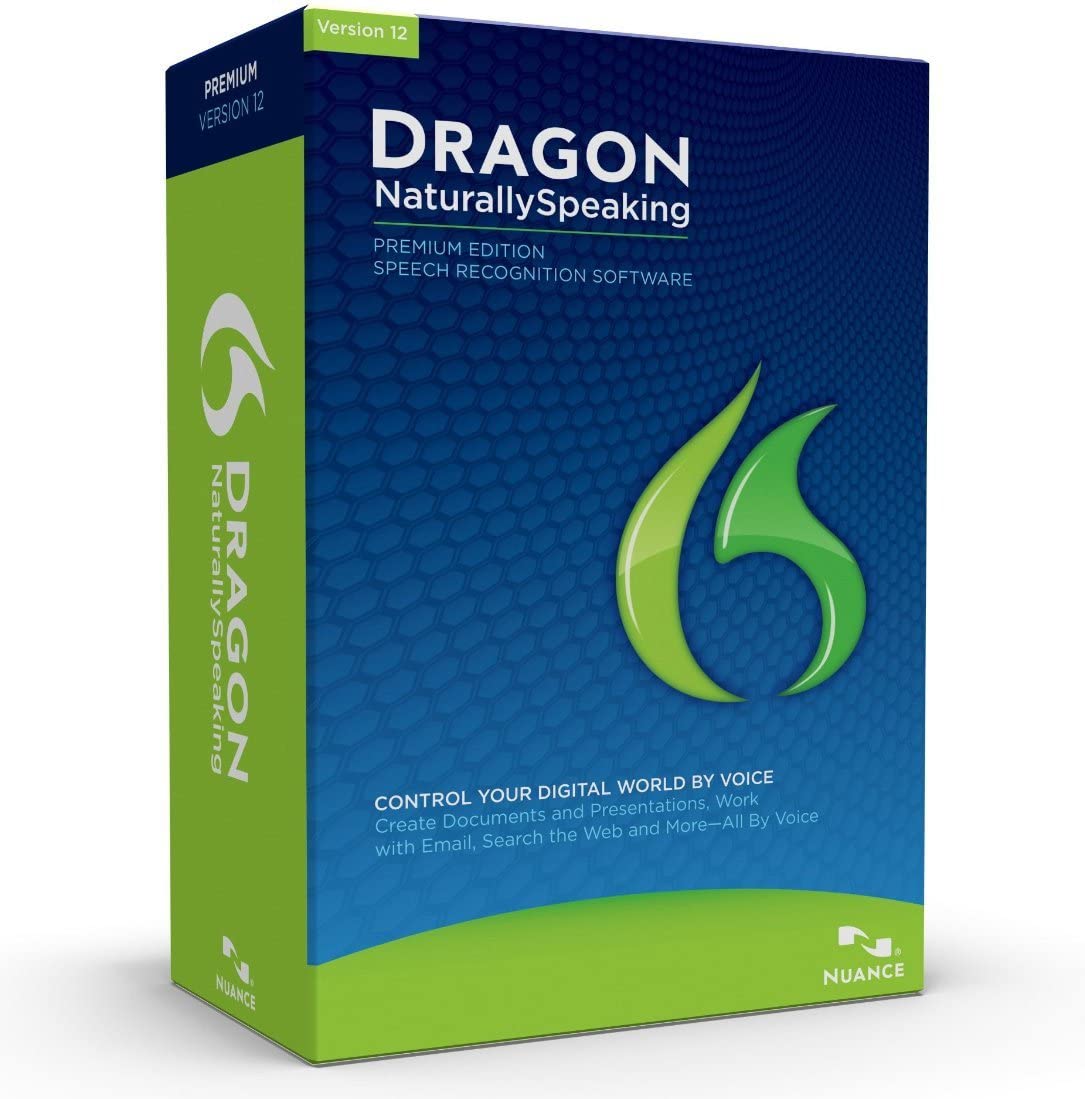 Version 12
PREMIUM
VERSION 12
DRAGON
NaturallySpeaking
PREMIUM EDITION
SPEECH RECOGNITION SOFTWARE
DRAGON
NaturallySpeaking
CONTROL YOUR DIGITAL WORLD BY VOICE
Create Documents and Presentations, Work
with Email, Search the Web and More—All By Voice
NUANCE
®
NUANCE